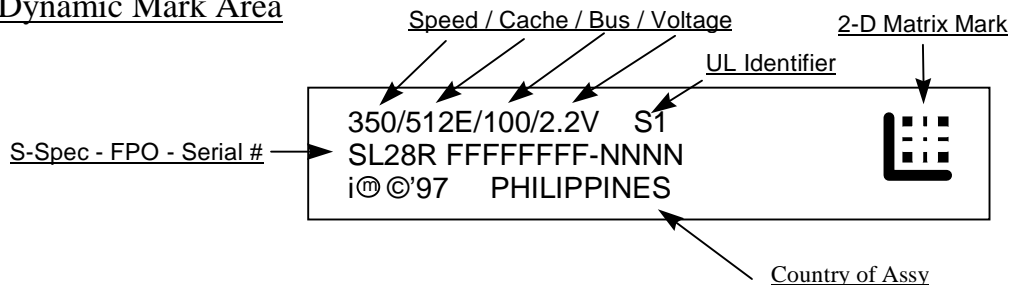 Dynamic Mark Area
Speed / Cache / Bus / Voltage
2-D Matrix Mark
UL Identifier
350/512E/100/2.2V S1
S-Spec - FPO - Serial #
SL28R FFFFFFFF-NNNN
iⓜ©'97 PHILIPPINES
Country of Assy